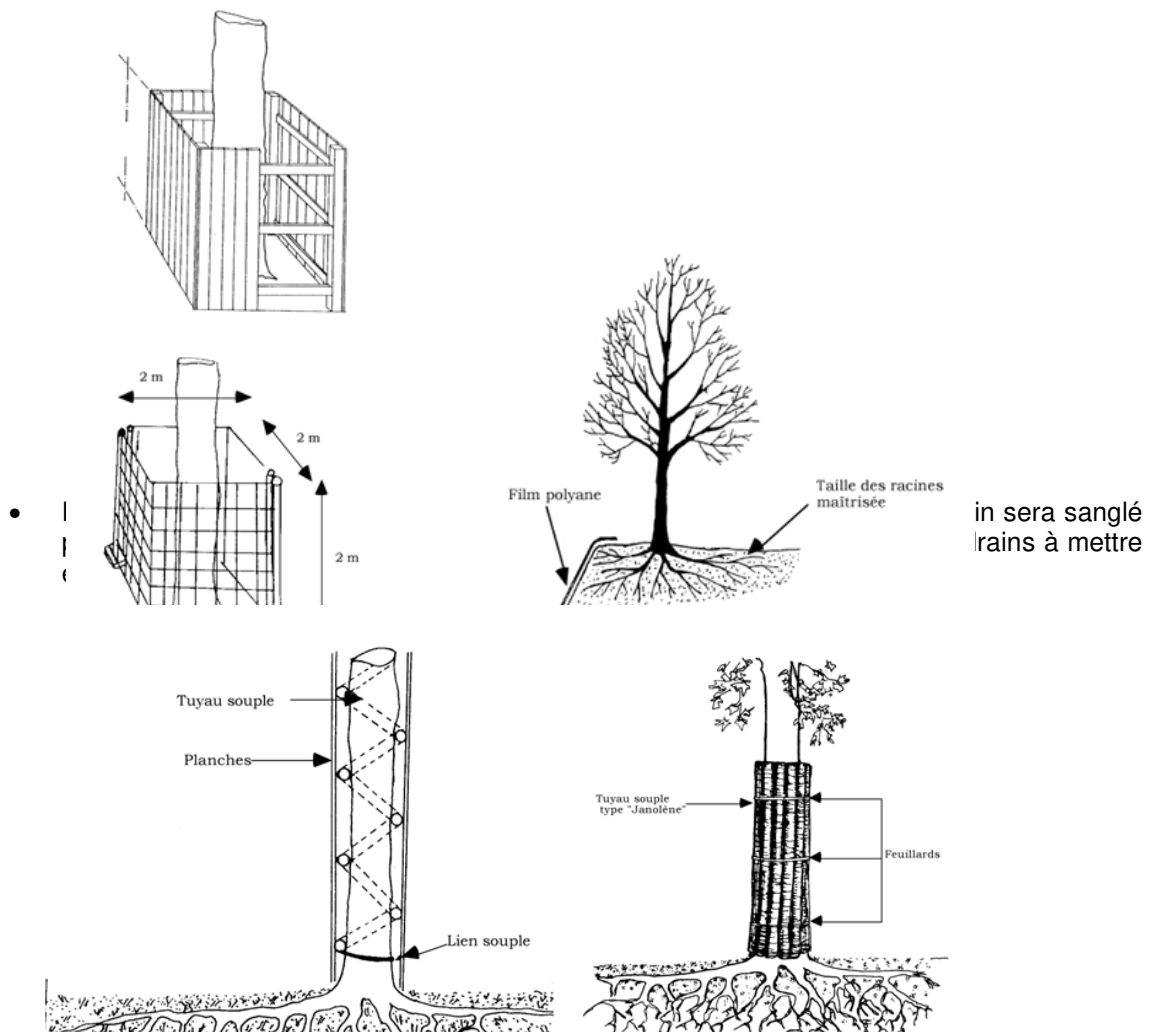 2 m
2 m
2 m
Film polyane
Taille des racines
maîtrisée
in sera sanglé
rains à mettre
Tuyau souple
Planches
Lien souple
Tuyau souple
type "Janolène"
Feuillards